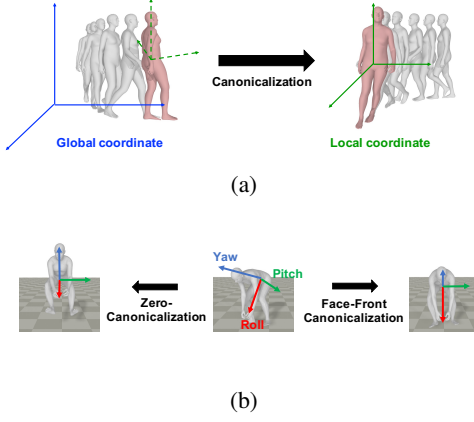 Canonicalization
Global coordinate
Local coordinate
(a)
Yaw
Pitch
Zero-
Canonicalization
Roll
Face-Front
Canonicalization
(b)